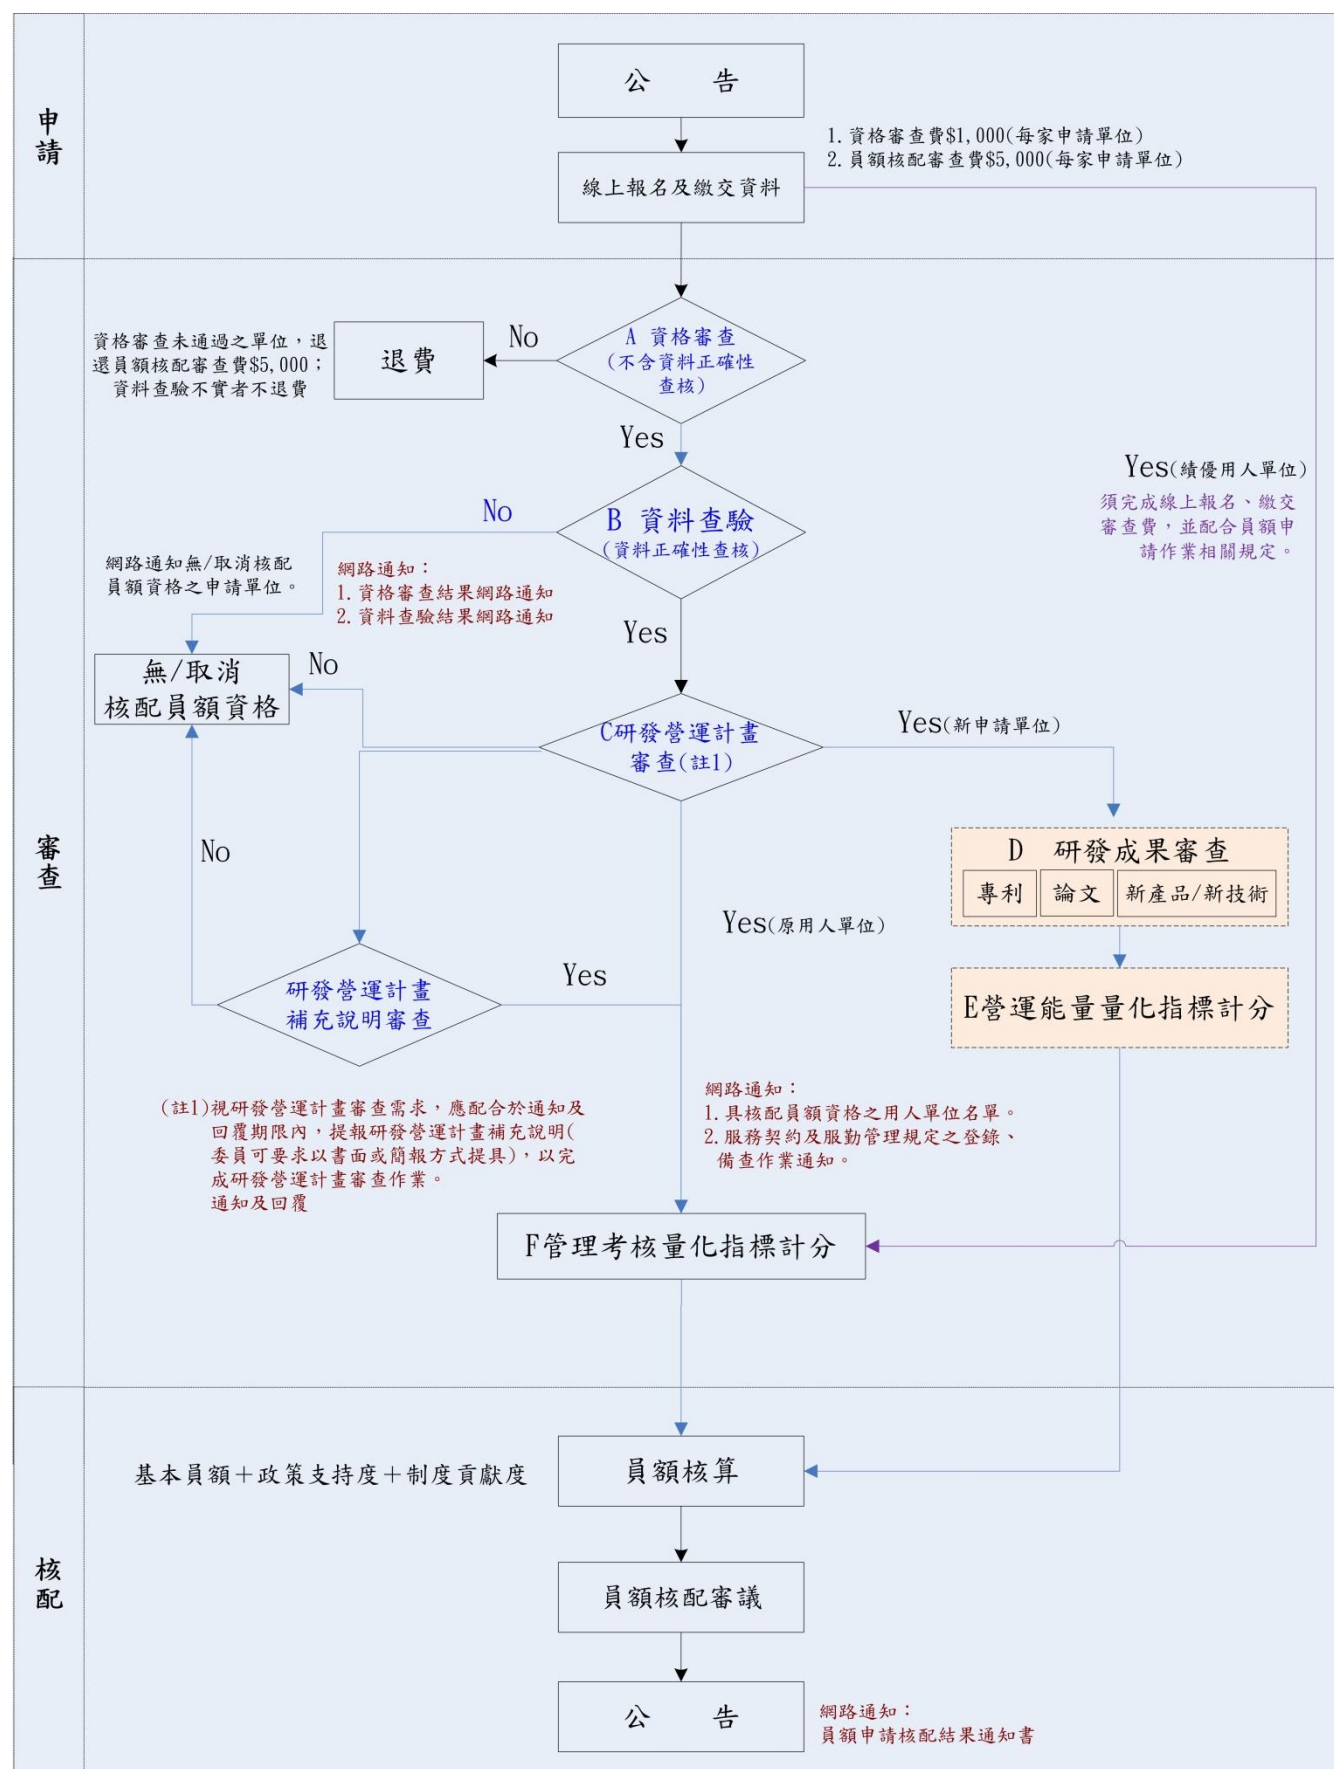 申請
公 告
1. 資格審查費$1,000(每家申請單位)
2. 員額核配審查費$5,000(每家申請單位)
線上報名及繳交資料
審查
資格審查未通過之單位，退
還員額核配審查費$5,000；
資料查驗不實者不退費
退費
No
A 資格審查
(不含資料正確性
查核)
Yes
Yes(績優用人單位)
須完成線上報名、繳交
審查費，並配合員額申
請作業相關規定。
No
B 資料查驗
(資料正確性查核)
網路通知無/取消核配
員額資格之申請單位。
網路通知：
1. 資格審查結果網路通知
2. 資料查驗結果網路通知
Yes
無/取消
核配員額資格
No
C研發營運計畫
審查(註1)
Yes(新申請單位)
D 研發成果審查
專利
論文
新產品/新技術
No
Yes(原用人單位)
研發營運計畫
補充說明審查
Yes
E營運能量量化指標計分
(註1)視研發營運計畫審查需求，應配合於通知及
回覆期限內，提報研發營運計畫補充說明(
委員可要求以書面或簡報方式提具)，以完
成研發營運計畫審查作業。
通知及回覆
網路通知：
1. 具核配員額資格之用人單位名單。
2. 服務契約及服勤管理規定之登錄、
備查作業通知。
F管理考核量化指標計分
核配
基本員額＋政策支持度＋制度貢獻度
員額核算
員額核配審議
公 告
網路通知：
員額申請核配結果通知書